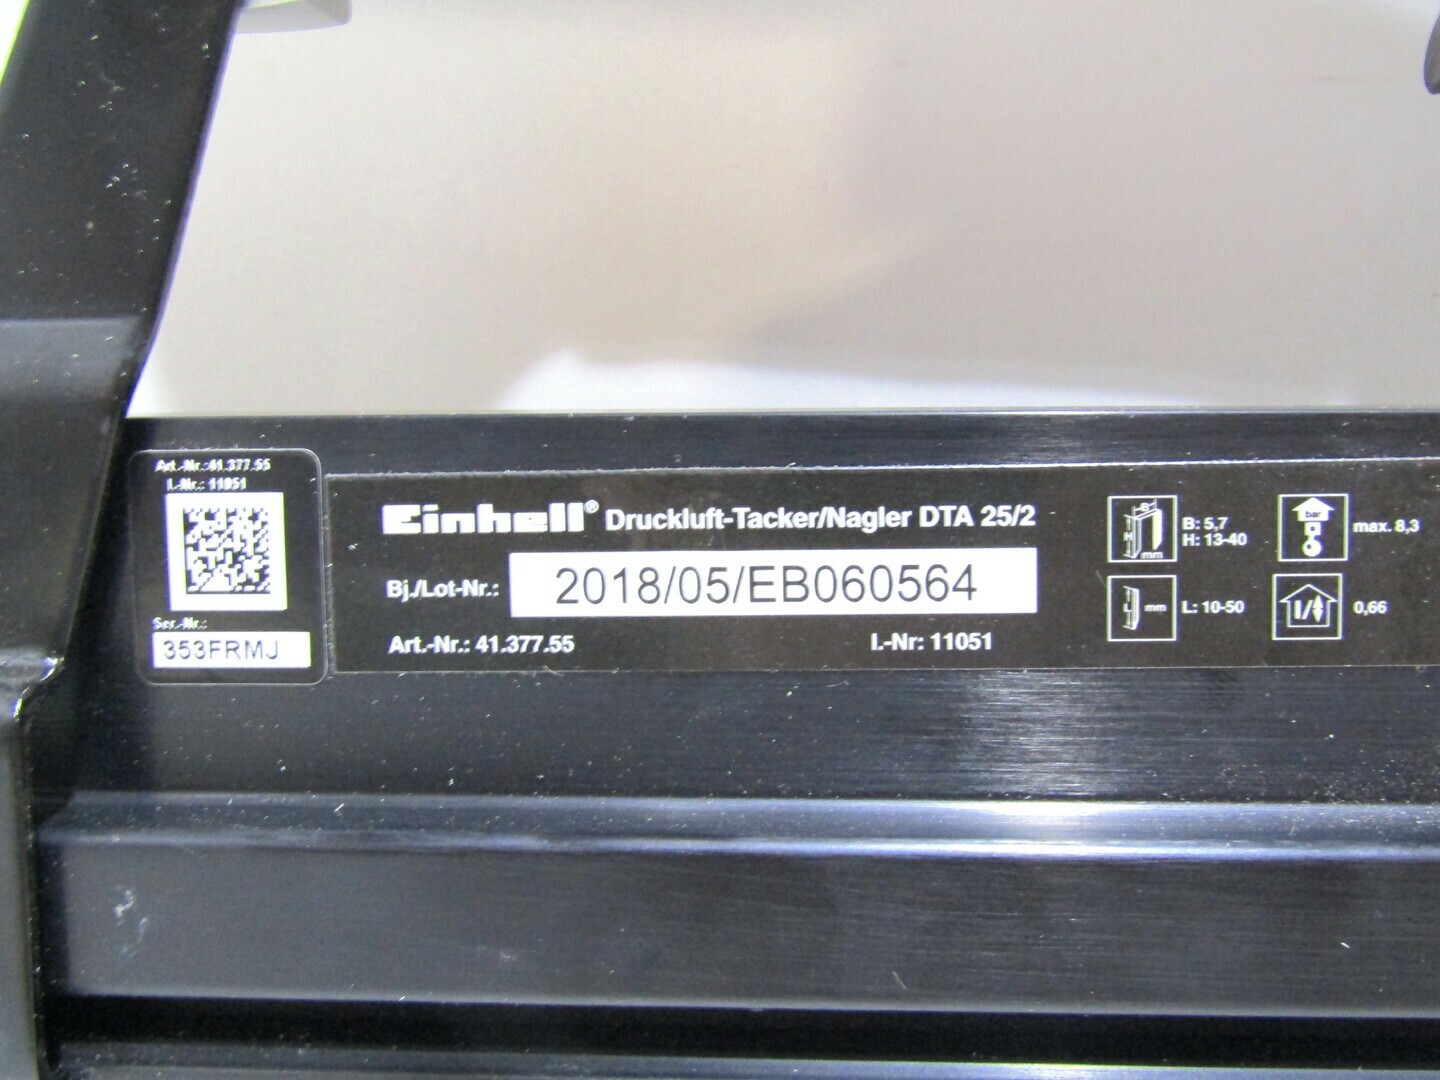 Art.-Nr.:41.377.55
I.-Nr.: 11051
Ser.-Nr.:
353FRMJ
Einhell® Druckluft-Tacker/Nagler DTA 25/2
Bj./Lot-Nr.: 2018/05/EB060564
Art.-Nr.: 41.377.55 I.-Nr: 11051
B H mm
B: 5,7
H: 13-40
bar
max. 8,3
L mm
L: 10-50
l/
0,66